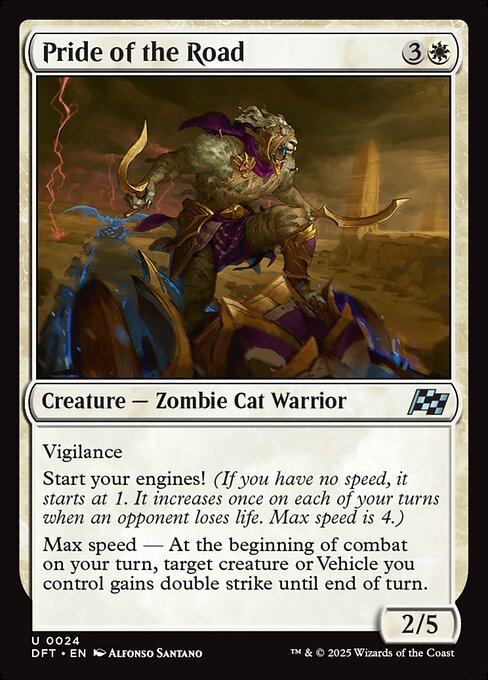 Pride of the Road 3
Creature — Zombie Cat Warrior
Vigilance
Start your engines! (If you have no speed, it
starts at 1. It increases once on each of your turns
when an opponent loses life. Max speed is 4.)
Max speed — At the beginning of combat
on your turn, target creature or Vehicle you
control gains double strike until end of turn.
2/5
U 0024
DFT • EN Alfonso Santano ™ & © 2025 Wizards of the Coast